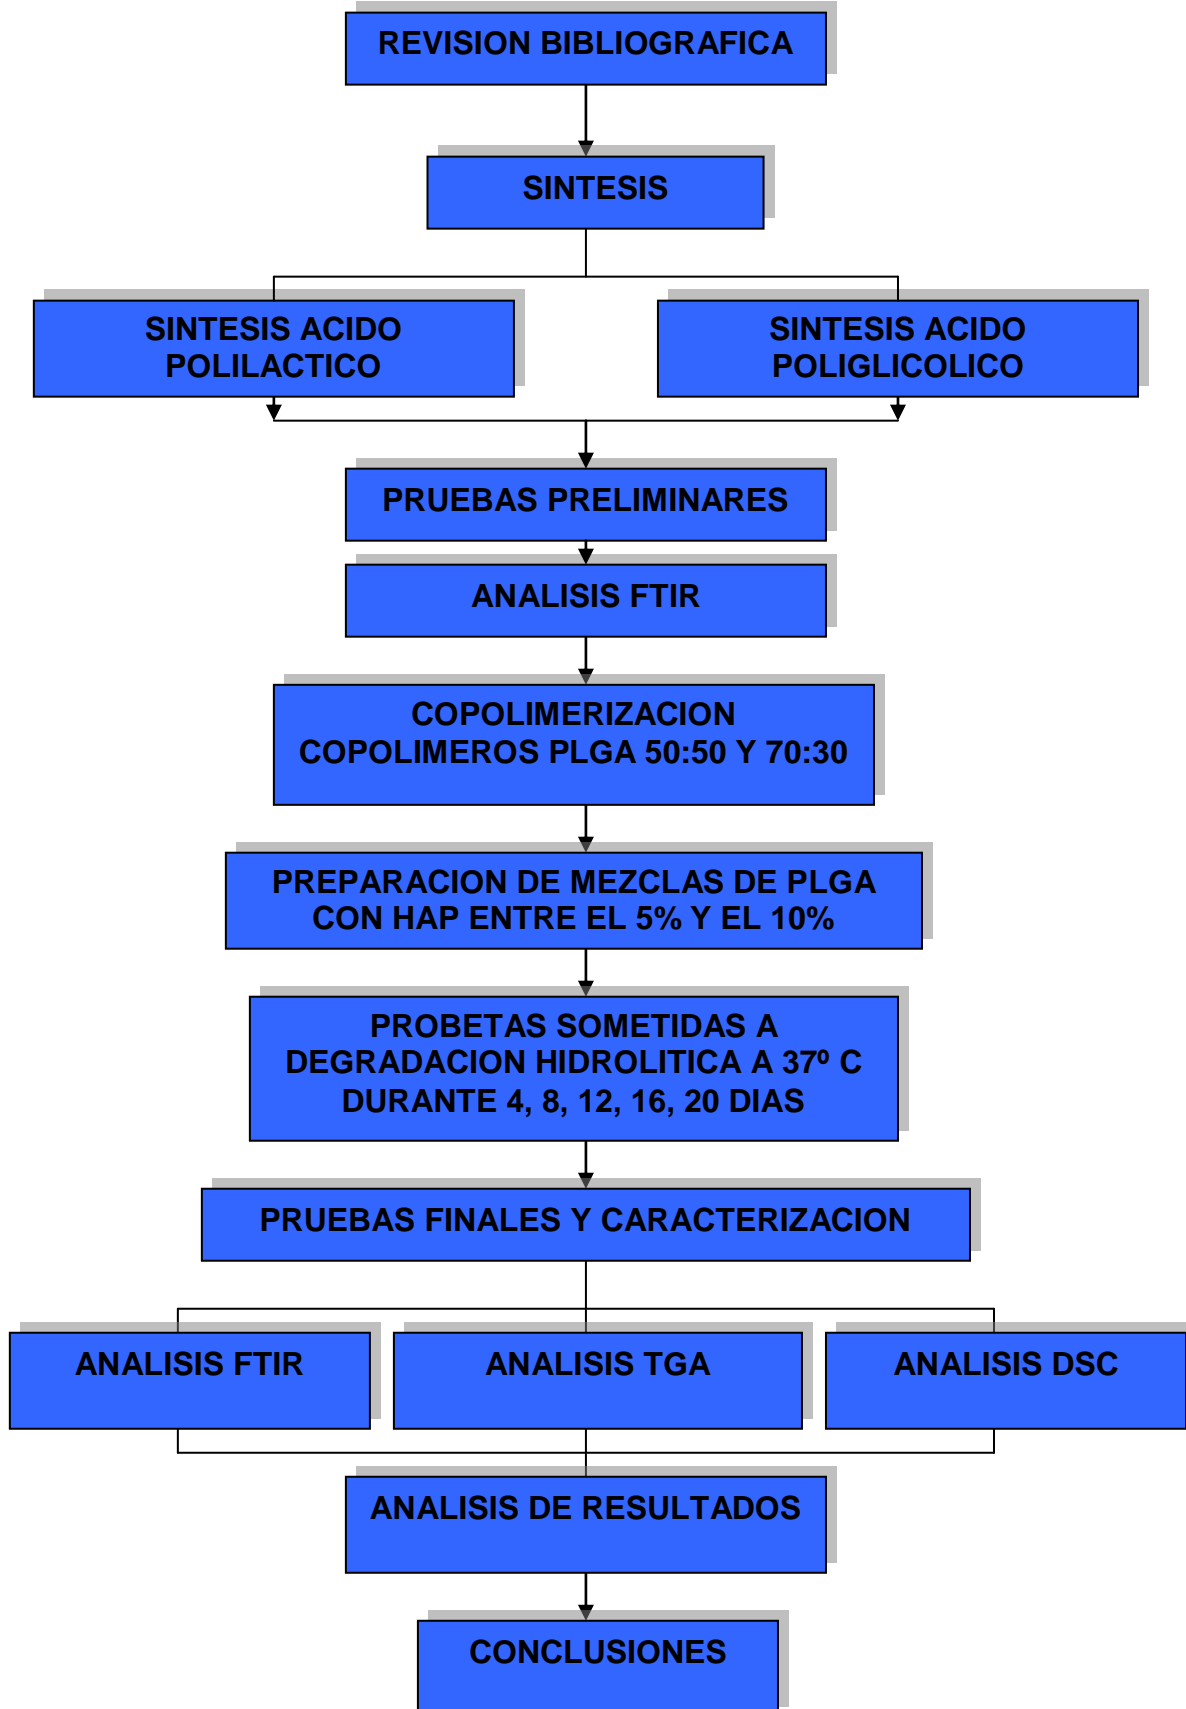 REVISION BIBLIOGRAFICA
SINTESIS
SINTESIS ACIDO
POLILACTICO
SINTESIS ACIDO
POLIGLICOLICO
PRUEBAS PRELIMINARES
ANALISIS FTIR
COPOLIMERIZACION
COPOLIMEROS PLGA 50:50 Y 70:30
PREPARACION DE MEZCLAS DE PLGA
CON HAP ENTRE EL 5% Y EL 10%
PROBETAS SOMETIDAS A
DEGRADACION HIDROLITICA A 37º C
DURANTE 4, 8, 12, 16, 20 DIAS
PRUEBAS FINALES Y CARACTERIZACION
ANALISIS FTIR
ANALISIS TGA
ANALISIS DSC
ANALISIS DE RESULTADOS
CONCLUSIONES